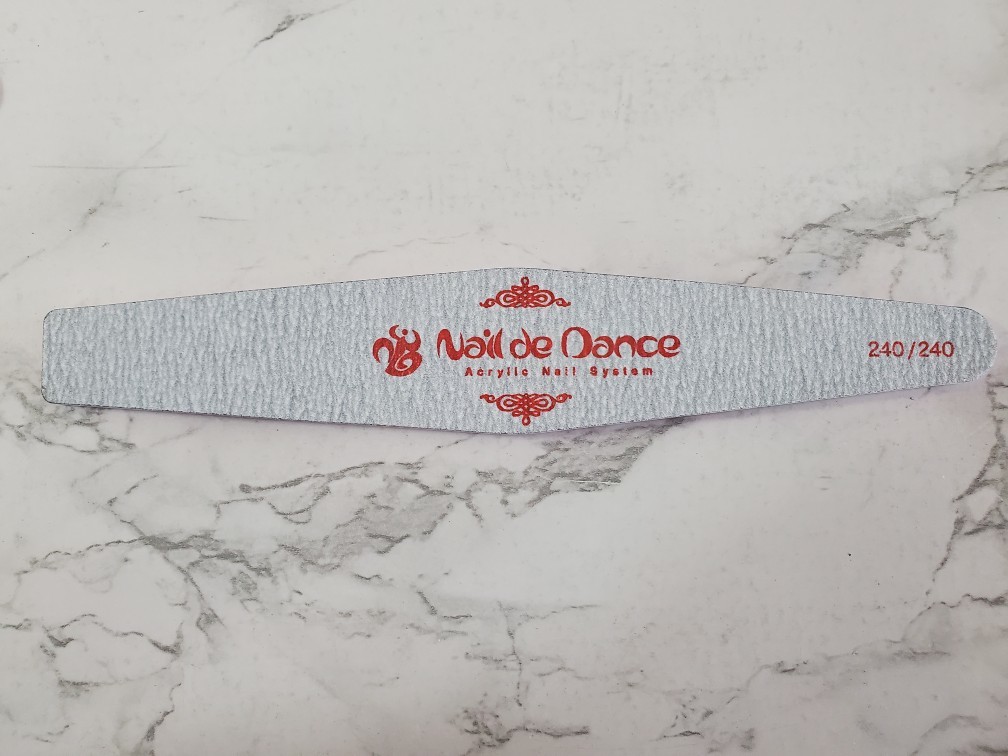 Nail de Dance
Acrylic Nail System
240/240